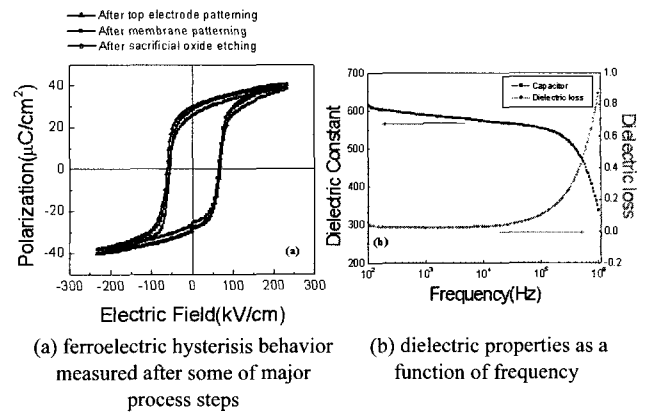 After top electrode patterning
After membrane patterning
After sacrificial oxide etching
Polarization(μC/cm²)
40
20
0
-20
-40
-300
-200
-100
0
100
200
300
(a)
Electric Field(kV/cm)
Dielectric Constant
700
600
500
400
300
200
Capacitor
Dielectric loss
(b)
1.0
0.8
0.6
0.4
0.2
0.0
-0.2
Dielectric loss
10²
10³
10⁴
10⁵
10⁶
Frequency(Hz)
(a) ferroelectric hysterisis behavior
measured after some of major
process steps
(b) dielectric properties as a
function of frequency